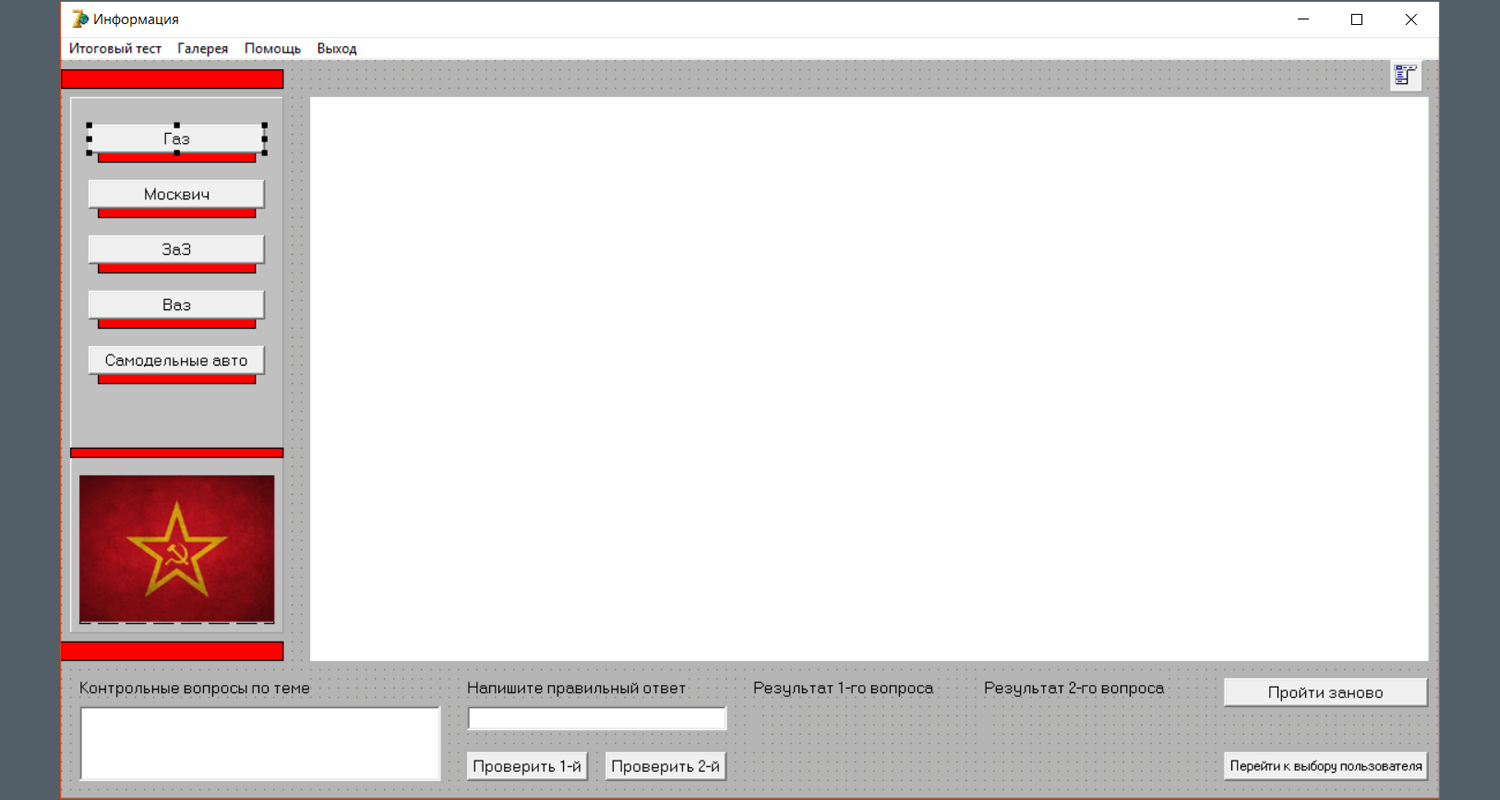 Информация
Итоговый тест Галерея Помощь Выход
Газ
Москвич
ЗаЗ
Ваз
Самодельные авто
Контрольные вопросы по теме
Напишите правильный ответ
Результат 1-го вопроса
Результат 2-го вопроса
Пройти заново
Проверить 1-й
Проверить 2-й
Перейти к выбору пользователя